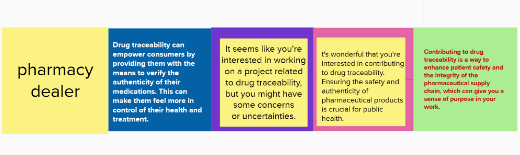 pharmacy
dealer
Drug traceability can
empower consumers by
providing them with the
means to verify the
authenticity of their
medications. This can
make them feel more in
control of their health and
treatment.
It seems like you're
interested in working
on a project related
to drug traceability,
but you might have
some concerns
or uncertainties.
t's wonderful that you're
interested in contributing
to drug traceability.
Ensuring the safety and
authenticity of
pharmaceutical products
is crucial for public
health.
Contributing to drug
traceability is a way to
enhance patient safety and
the integrity of the
pharmaceutical supply
chain, which can give you a
sense of purpose in your
work.